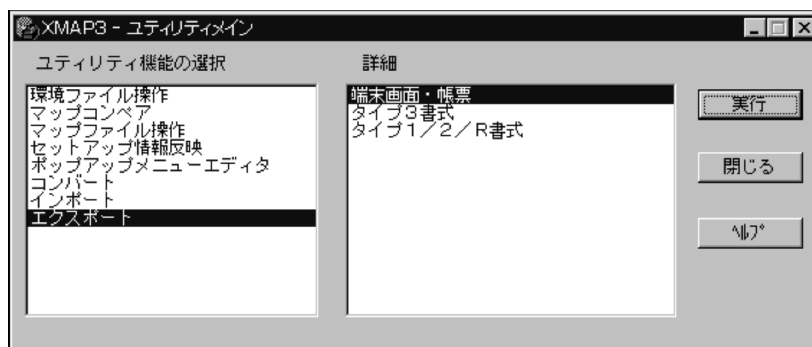 XMAP3 - ユティリティメイン
ユティリティ機能の選択
環境ファイル操作
マップコンペア
マップファイル操作
セットアップ情報反映
ポップアップメニューエディタ
コンバート
インポート
エクスポート
詳細
端末画面・帳票
タイプ3書式
タイプ1/2/R書式
実行
閉じる
ヘルプ